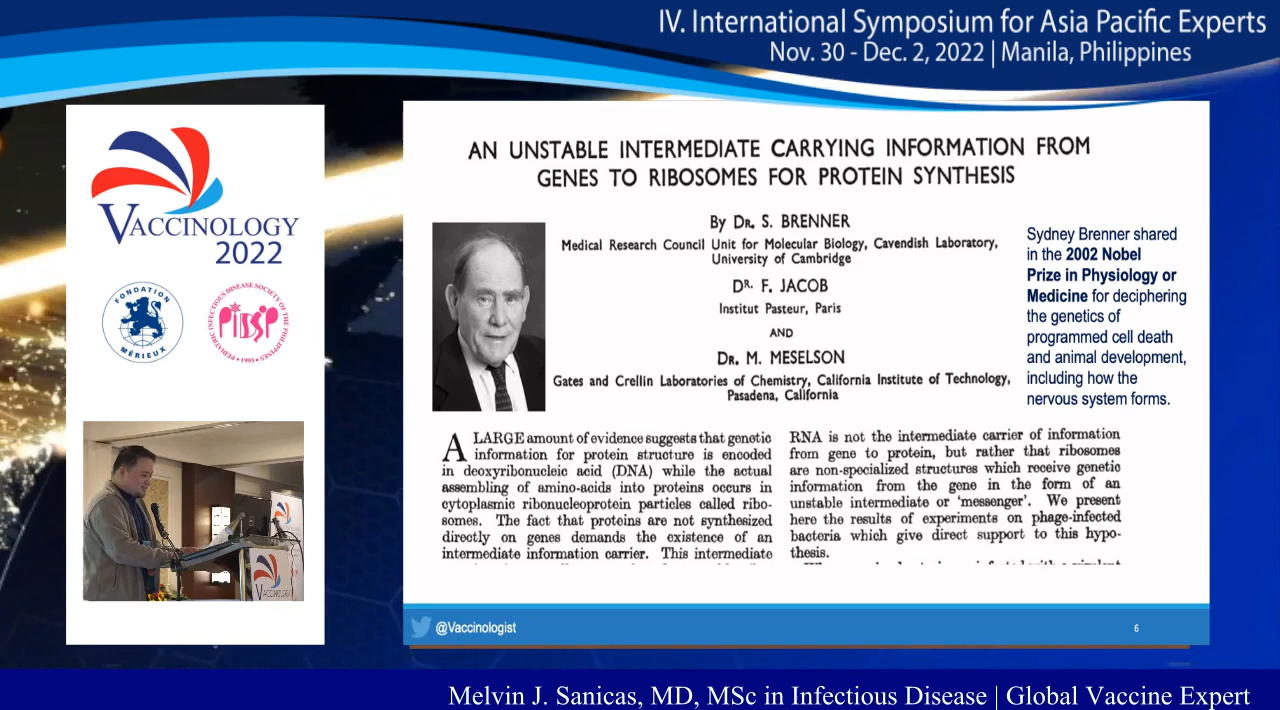 IV. International Symposium for Asia Pacific Experts
Nov. 30 - Dec. 2, 2022 | Manila, Philippines
VACCINOLOGY
2022
FONDATION
MÉRIEUX
PEDIATRIC INFECTIOUS DISEASE SOCIETY OF THE PHILIPPINES
PIDSP
• 1993 •
AN UNSTABLE INTERMEDIATE CARRYING INFORMATION FROM
GENES TO RIBOSOMES FOR PROTEIN SYNTHESIS
By DR. S. BRENNER
Medical Research Council Unit for Molecular Biology, Cavendish Laboratory,
University of Cambridge
DR. F. JACOB
Institut Pasteur, Paris
AND
DR. M. MESELSON
Gates and Crellin Laboratories of Chemistry, California Institute of Technology,
Pasadena, California
Sydney Brenner shared
in the 2002 Nobel
Prize in Physiology or
Medicine for deciphering
the genetics of
programmed cell death
and animal development,
including how the
nervous system forms.
A LARGE amount of evidence suggests that genetic
information for protein structure is encoded
in deoxyribonucleic acid (DNA) while the actual
assembling of amino-acids into proteins occurs in
cytoplasmic ribonucleoprotein particles called ribo-
somes. The fact that proteins are not synthesized
directly on genes demands the existence of an
intermediate information carrier. This intermediate
RNA is not the intermediate carrier of information
from gene to protein, but rather that ribosomes
are non-specialized structures which receive genetic
information from the gene in the form of an
unstable intermediate or 'messenger'. We present
here the results of experiments on phage-infected
bacteria which give direct support to this hypo-
thesis.
@Vaccinologist
6
VACCINOLOGY
Melvin J. Sanicas, MD, MSc in Infectious Disease | Global Vaccine Expert